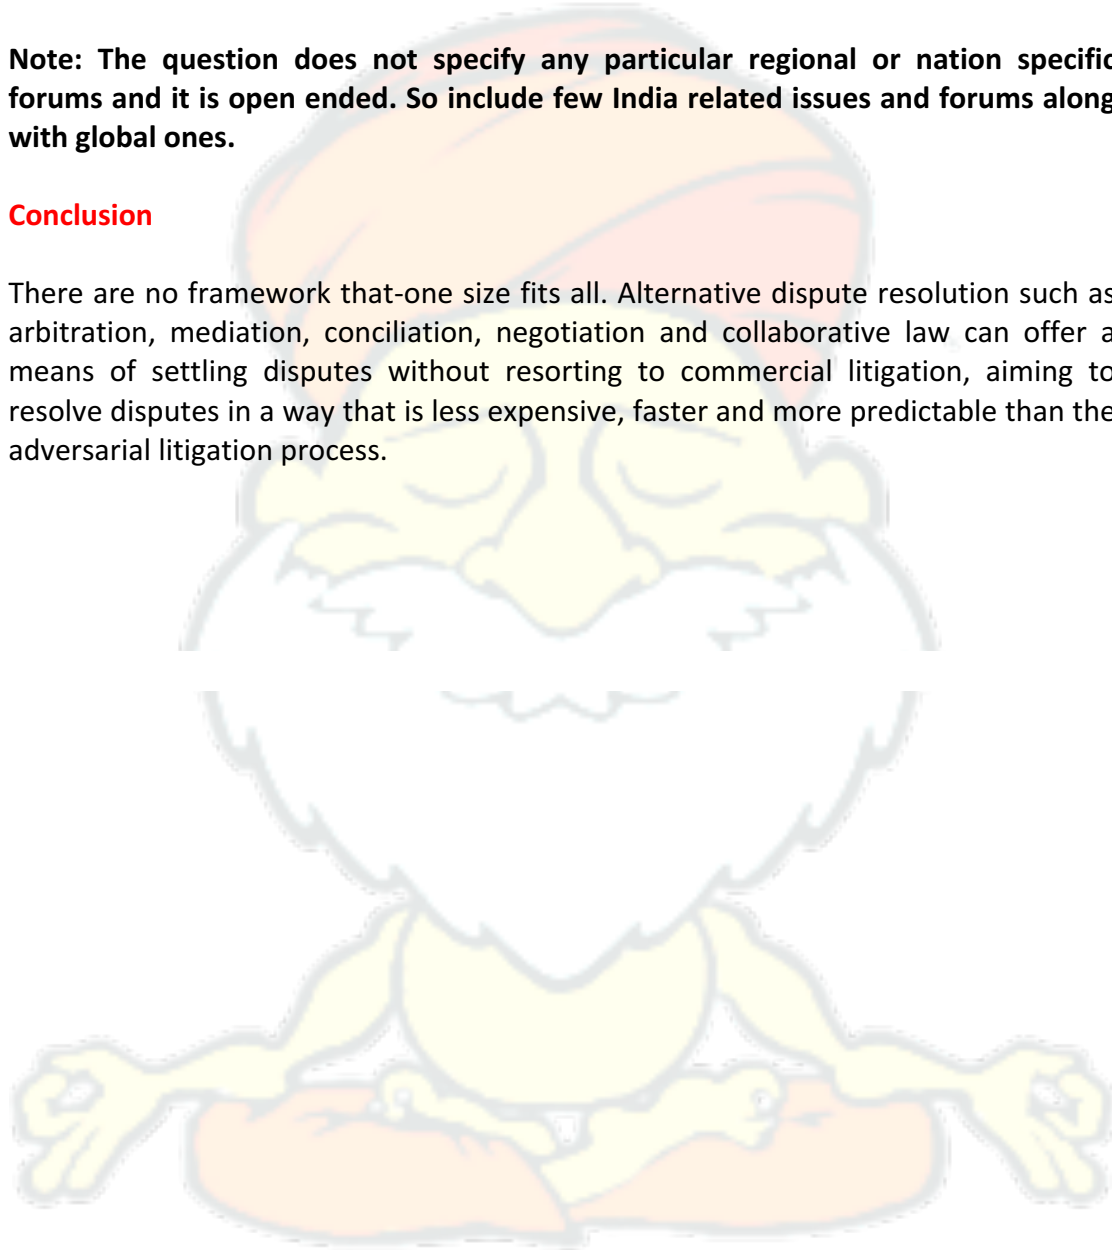 Note: The question does not specify any particular regional or nation specific
forums and it is open ended. So include few India related issues and forums along
with global ones.
Conclusion
There are no framework that-one size fits all. Alternative dispute resolution such as
arbitration, mediation, conciliation, negotiation and collaborative law can offer a
means of settling disputes without resorting to commercial litigation, aiming to
resolve disputes in a way that is less expensive, faster and more predictable than the
adversarial litigation process.